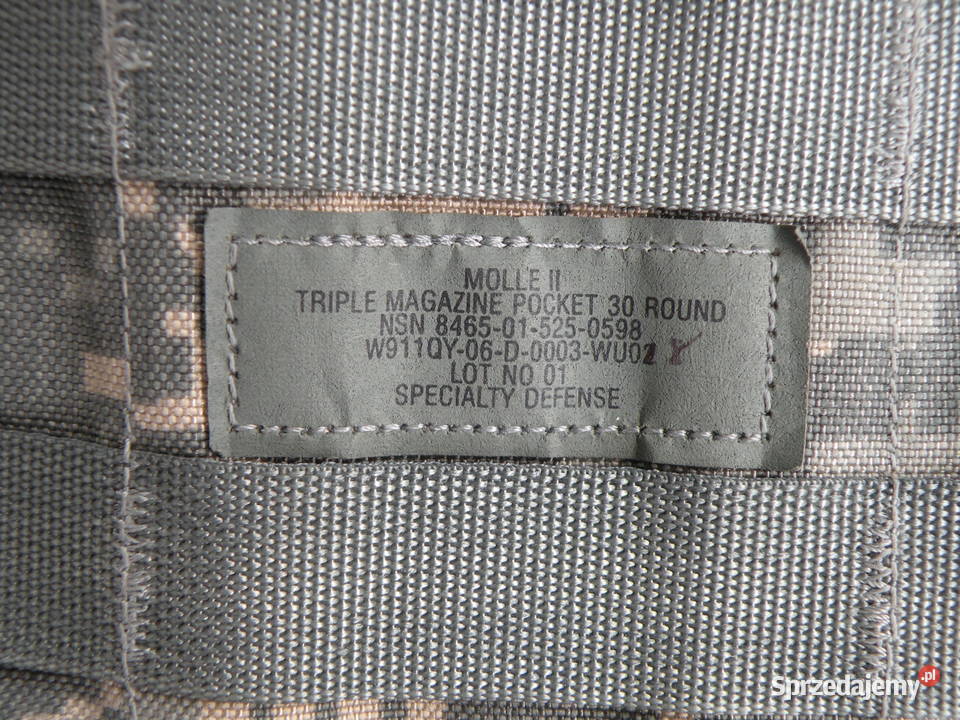 MOLLE II
TRIPLE MAGAZINE POCKET 30 ROUND
NSN 8465-01-525-0598
W911QY-06-D-0003-WU01
LOT NO 01
SPECIALTY DEFENSE
Sprzedajemy.pl